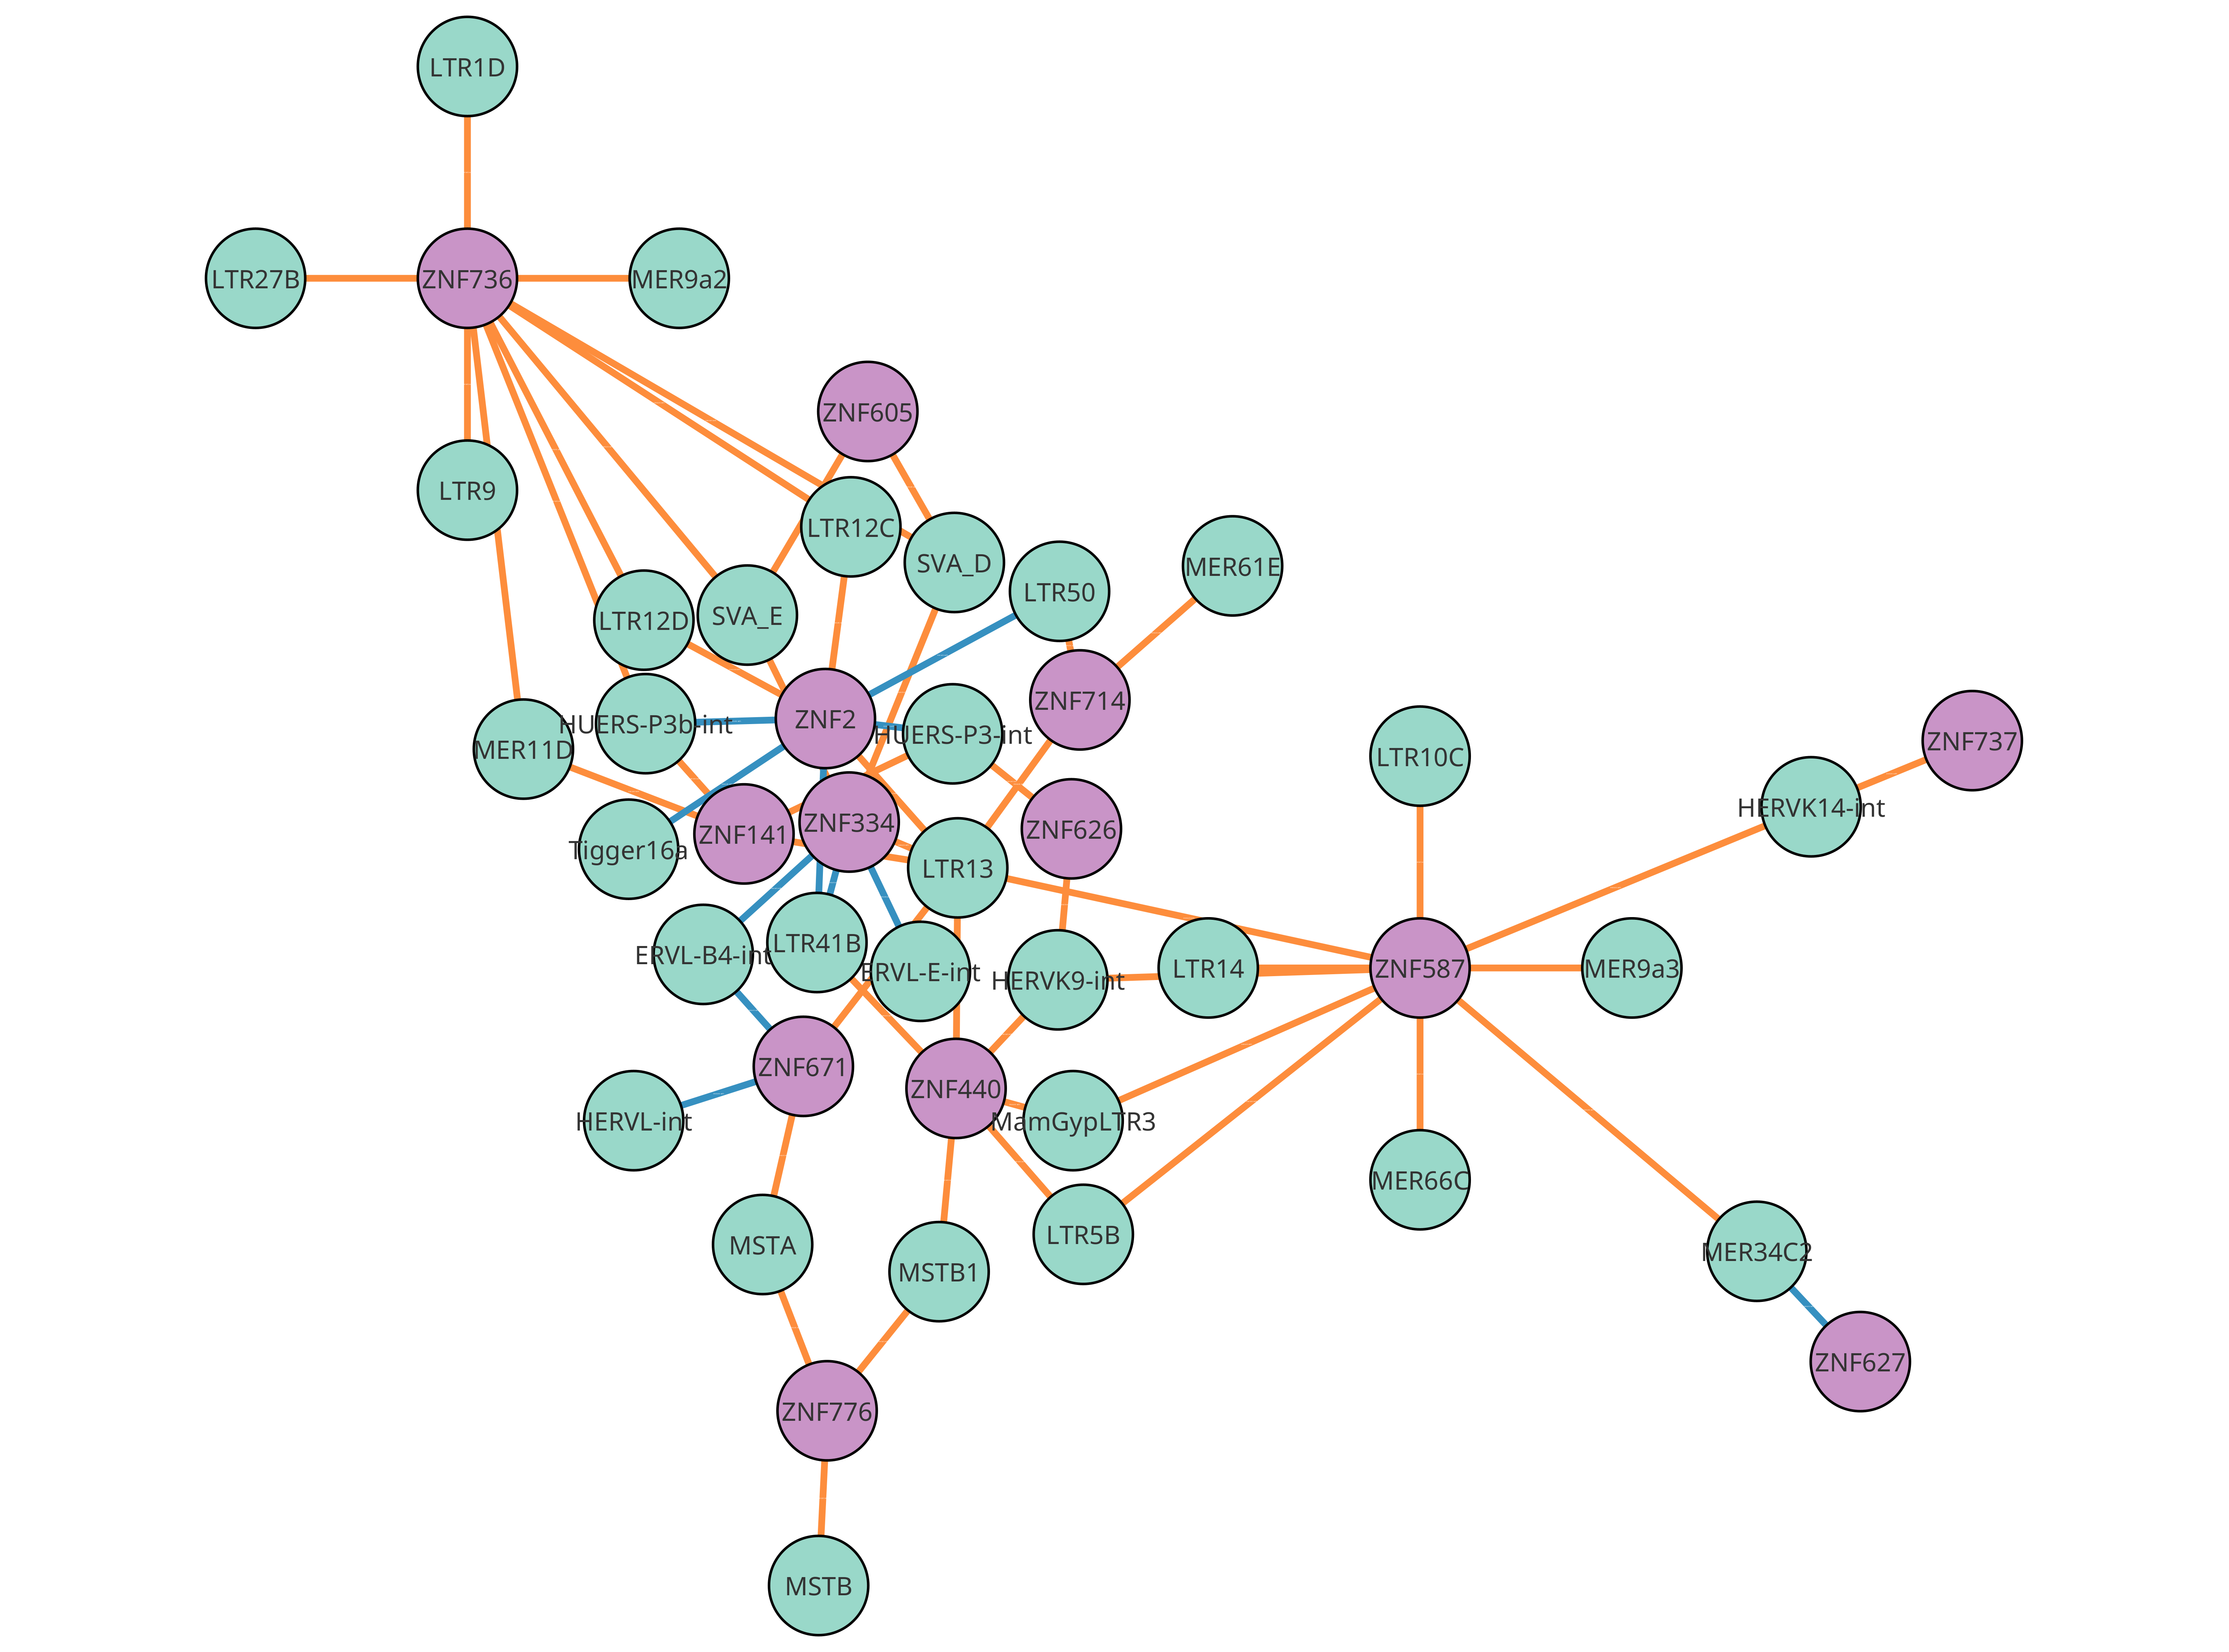 LTR1D
LTR27B
ZNF736
MER9a2
ZNF605
LTR9
LTR12C
SVA_D
MER61E
LTR50
SVA_E
LTR12D
ZNF714
ZNF2
HUERS-P3b-int
HUERS-P3-int
ZNF737
MER11D
LTR10C
HERVK14-int
ZNF334
ZNF626
ZNF141
Tigger16a
LTR13
LTR41B
ERVL-B4-int
ERVL-E-int
LTR14
ZNF587
MER9a3
HERVK9-int
ZNF671
ZNF440
HERVL-int
MamGypLTR3
MER66C
LTR5B
MSTA
MER34C2
MSTB1
ZNF627
ZNF776
MSTB